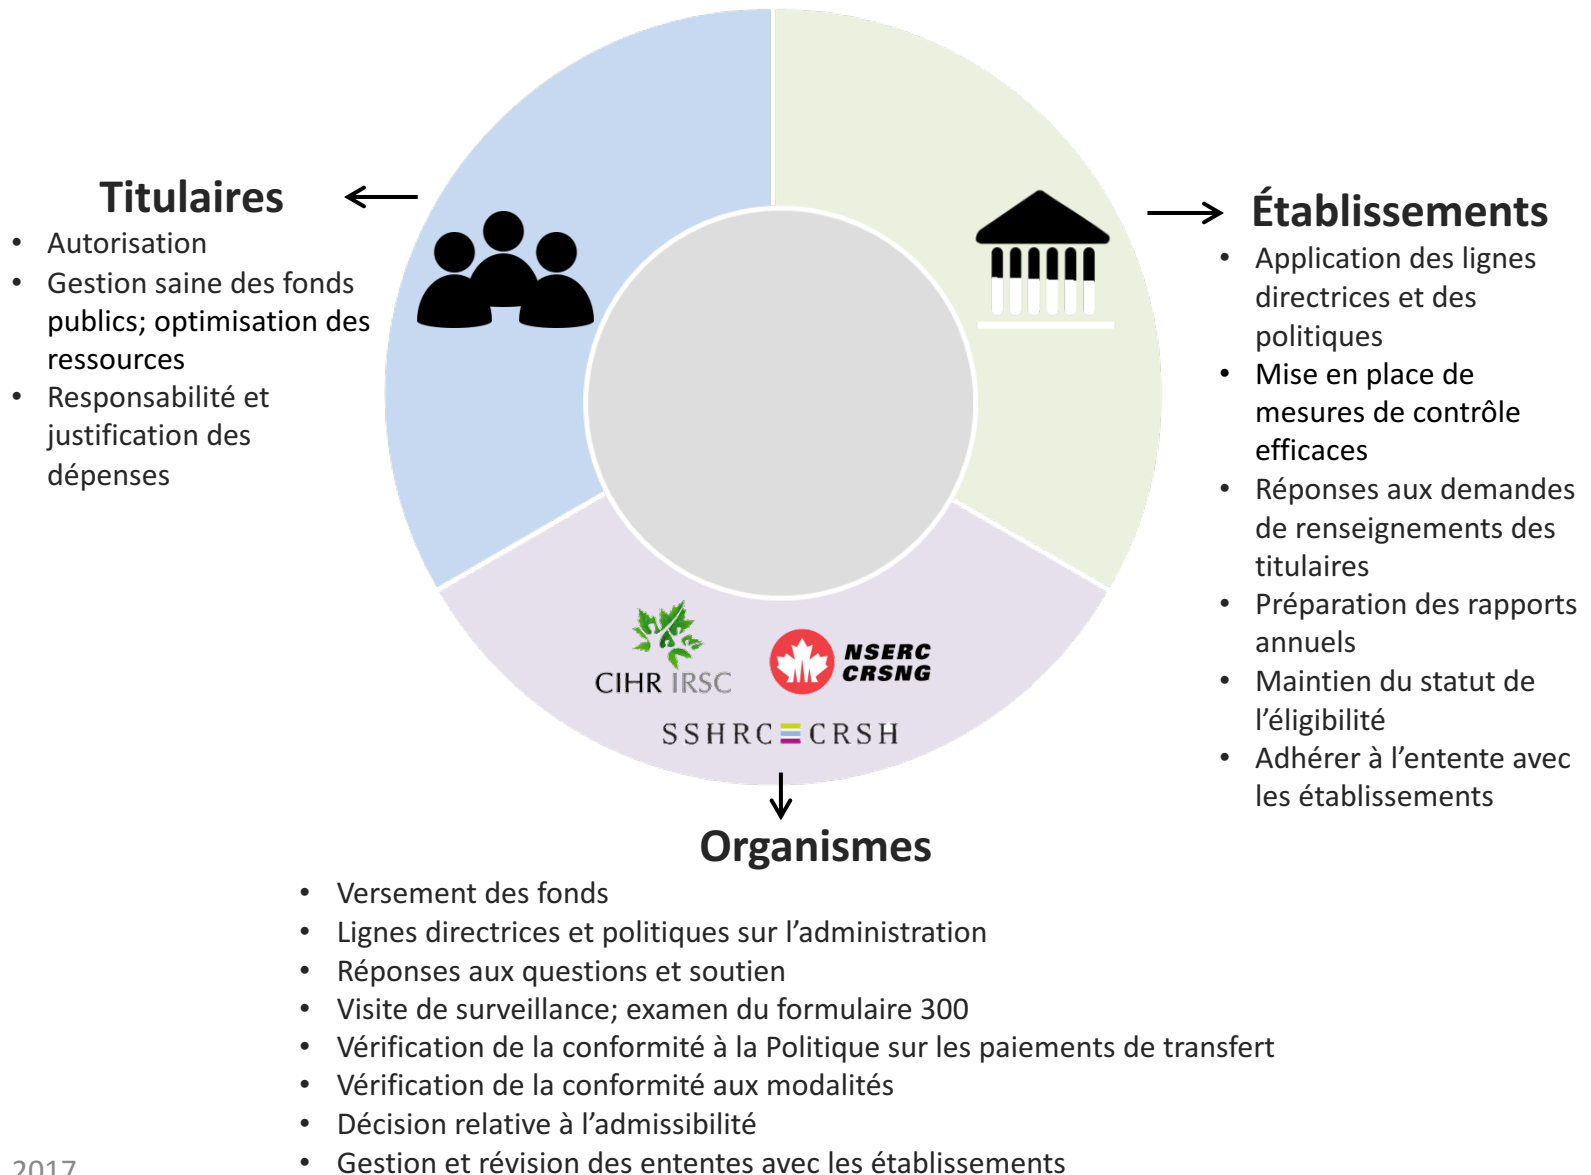 Titulaires
• Autorisation
• Gestion saine des fonds
publics; optimisation des
ressources
• Responsabilité et
justification des
dépenses
Établissements
• Application des lignes
directrices et des
politiques
• Mise en place de
mesures de contrôle
efficaces
• Réponses aux demandes
de renseignements des
titulaires
• Préparation des rapports
annuels
• Maintien du statut de
l’éligibilité
• Adhérer à l’entente avec
les établissements
CIHR IRSC
NSERC
CRSNG
SSHRC CRSH
Organismes
• Versement des fonds
• Lignes directrices et politiques sur l’administration
• Réponses aux questions et soutien
• Visite de surveillance; examen du formulaire 300
• Vérification de la conformité à la Politique sur les paiements de transfert
• Vérification de la conformité aux modalités
• Décision relative à l’admissibilité
• Gestion et révision des ententes avec les établissements
2017